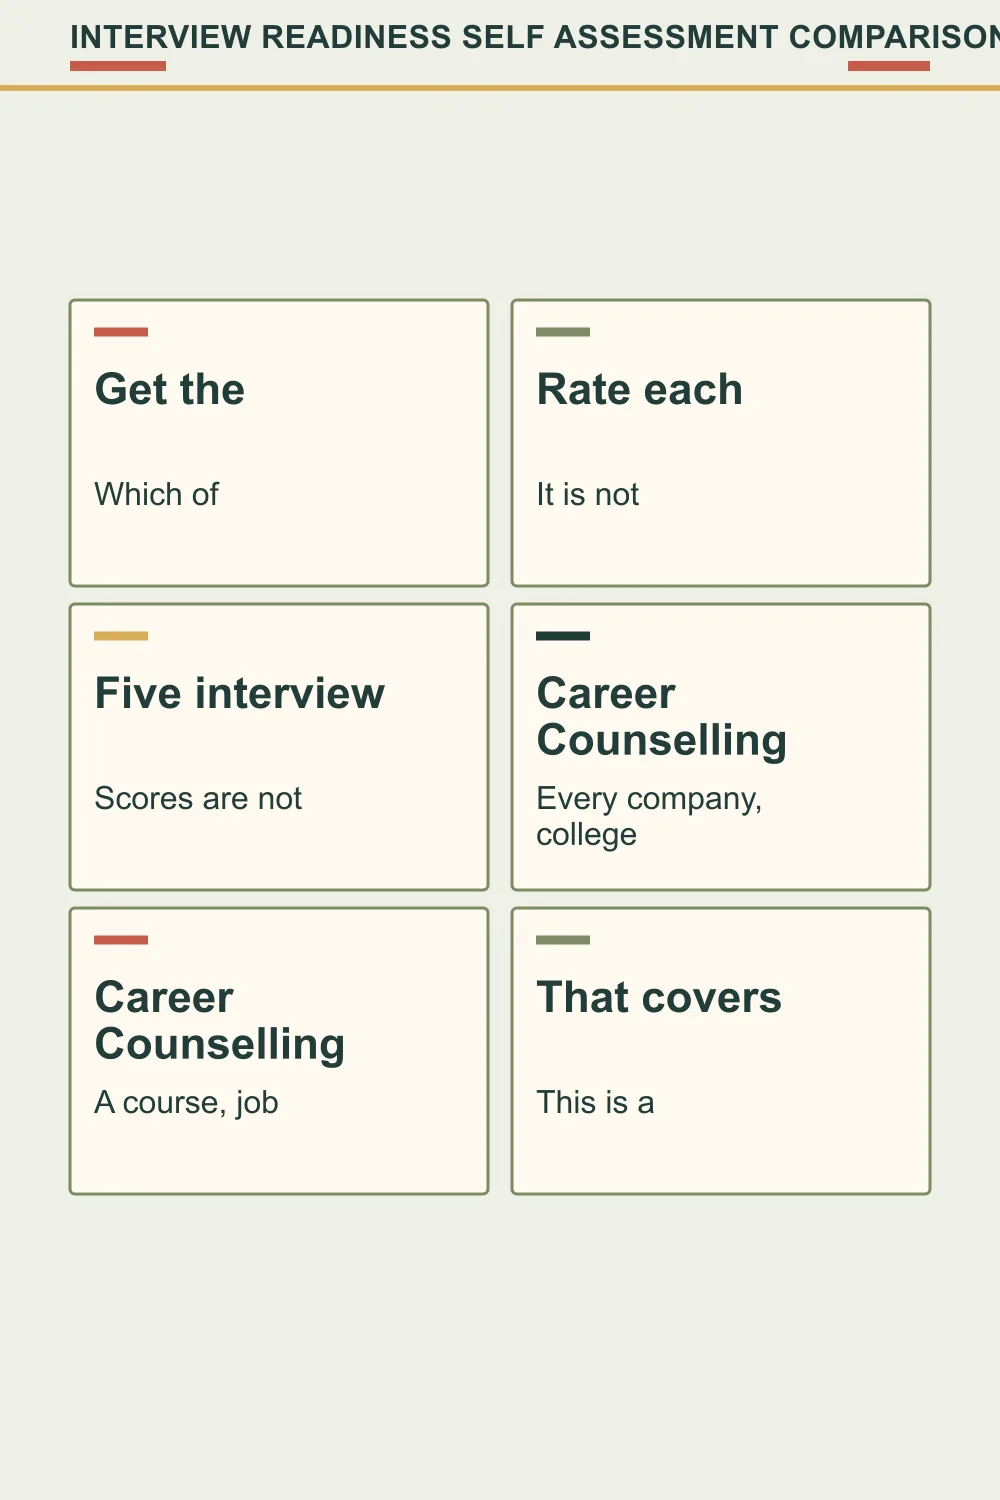 INTERVIEW READINESS SELF ASSESSMENT COMPARISON
Get the
Which of
Rate each
It is not
Five interview
Scores are not
Career
Counselling
Every company,
college
Career
Counselling
A course, job
That covers
This is a